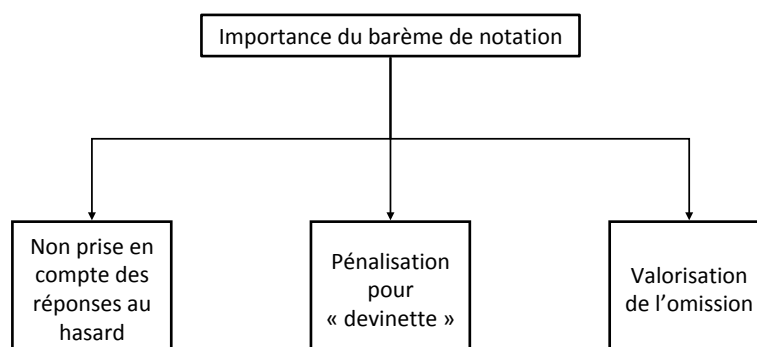 Importance du barème de notation
Non prise en
compte des
réponses au
hasard
Pénalisation
pour
« devinette »
Valorisation
de l’omission